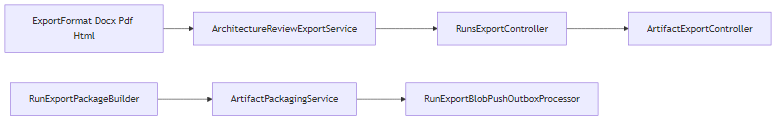 ExportFormat Docx Pdf
Html
ArchitectureReviewExportService
RunsExportController
ArtifactExportController
RunExportPackageBuilder
ArtifactPackagingService
RunExportBlobPushOutboxProcessor